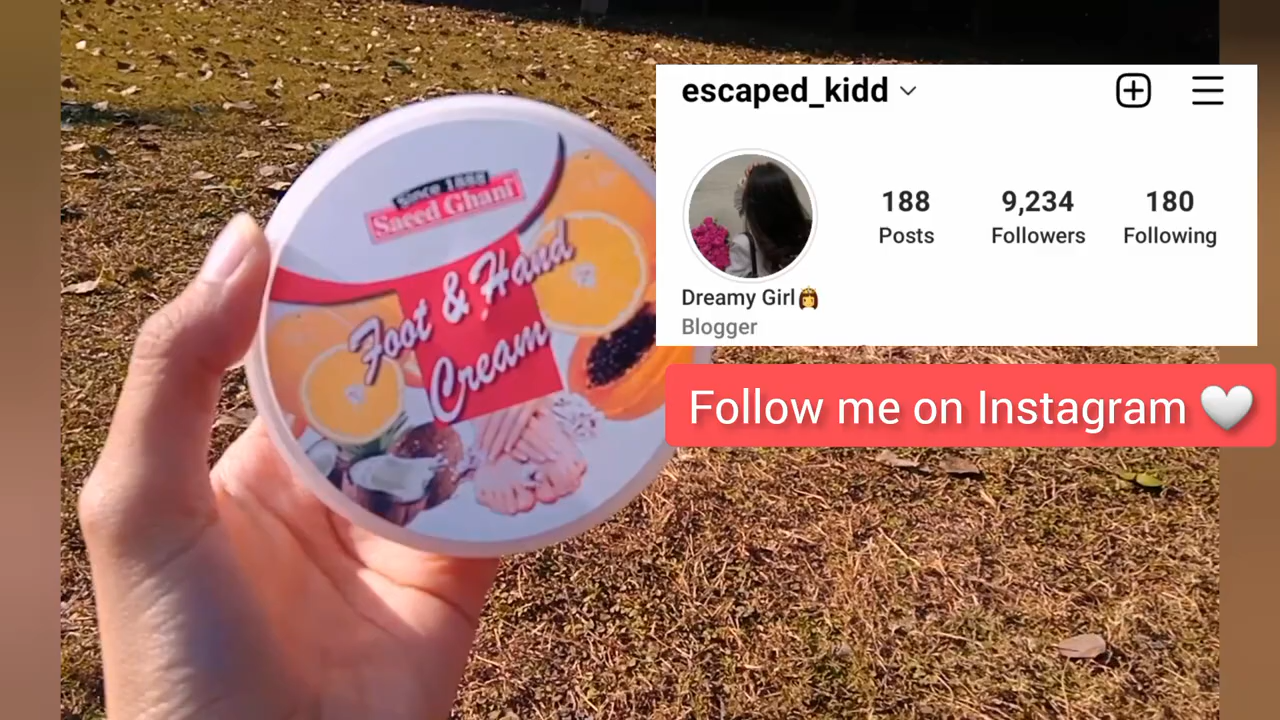 since 1888
Saeed Ghani
Foot & Hand
Cream
escaped_kidd
188
9,234
180
Posts
Followers
Following
Dreamy Girl👸
Blogger
Follow me on Instagram 🤍